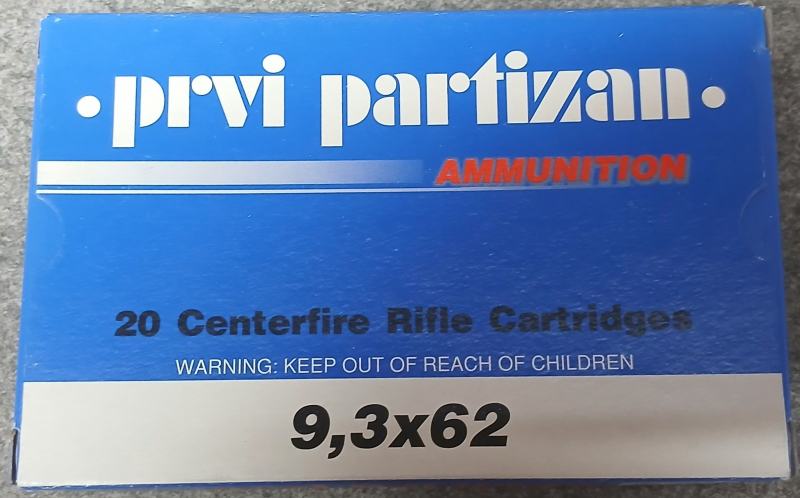 • prvi partizan •
AMMUNITION
20 Centerfire Rifle Cartridges
WARNING: KEEP OUT OF REACH OF CHILDREN
9,3x62